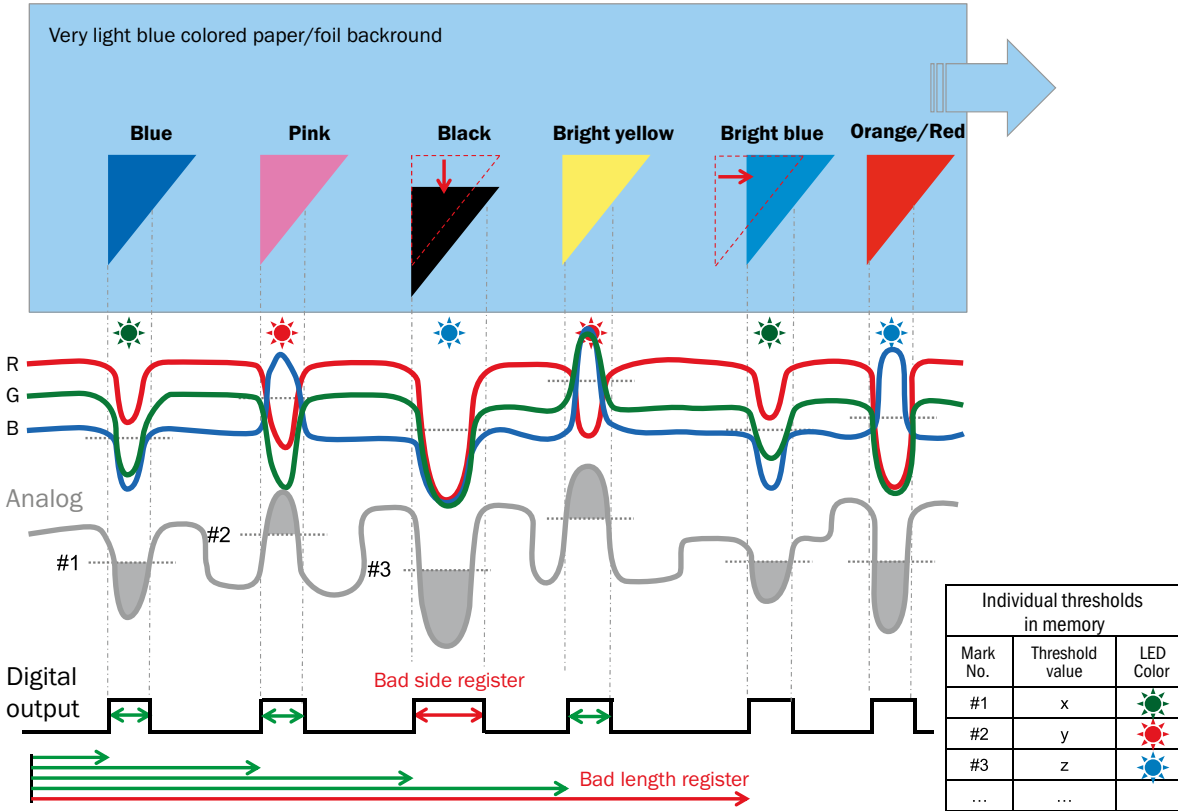 Very light blue colored paper/foil backround
Blue
Pink
Black
Bright yellow
Bright blue
Orange/Red
R
G
B
Analog
#1
#2
#3
Digital
output
Bad side register
Bad length register
Individual thresholds
in memory
Mark No. Threshold value LED Color
#1 x
#2 y
#3 z
... ...